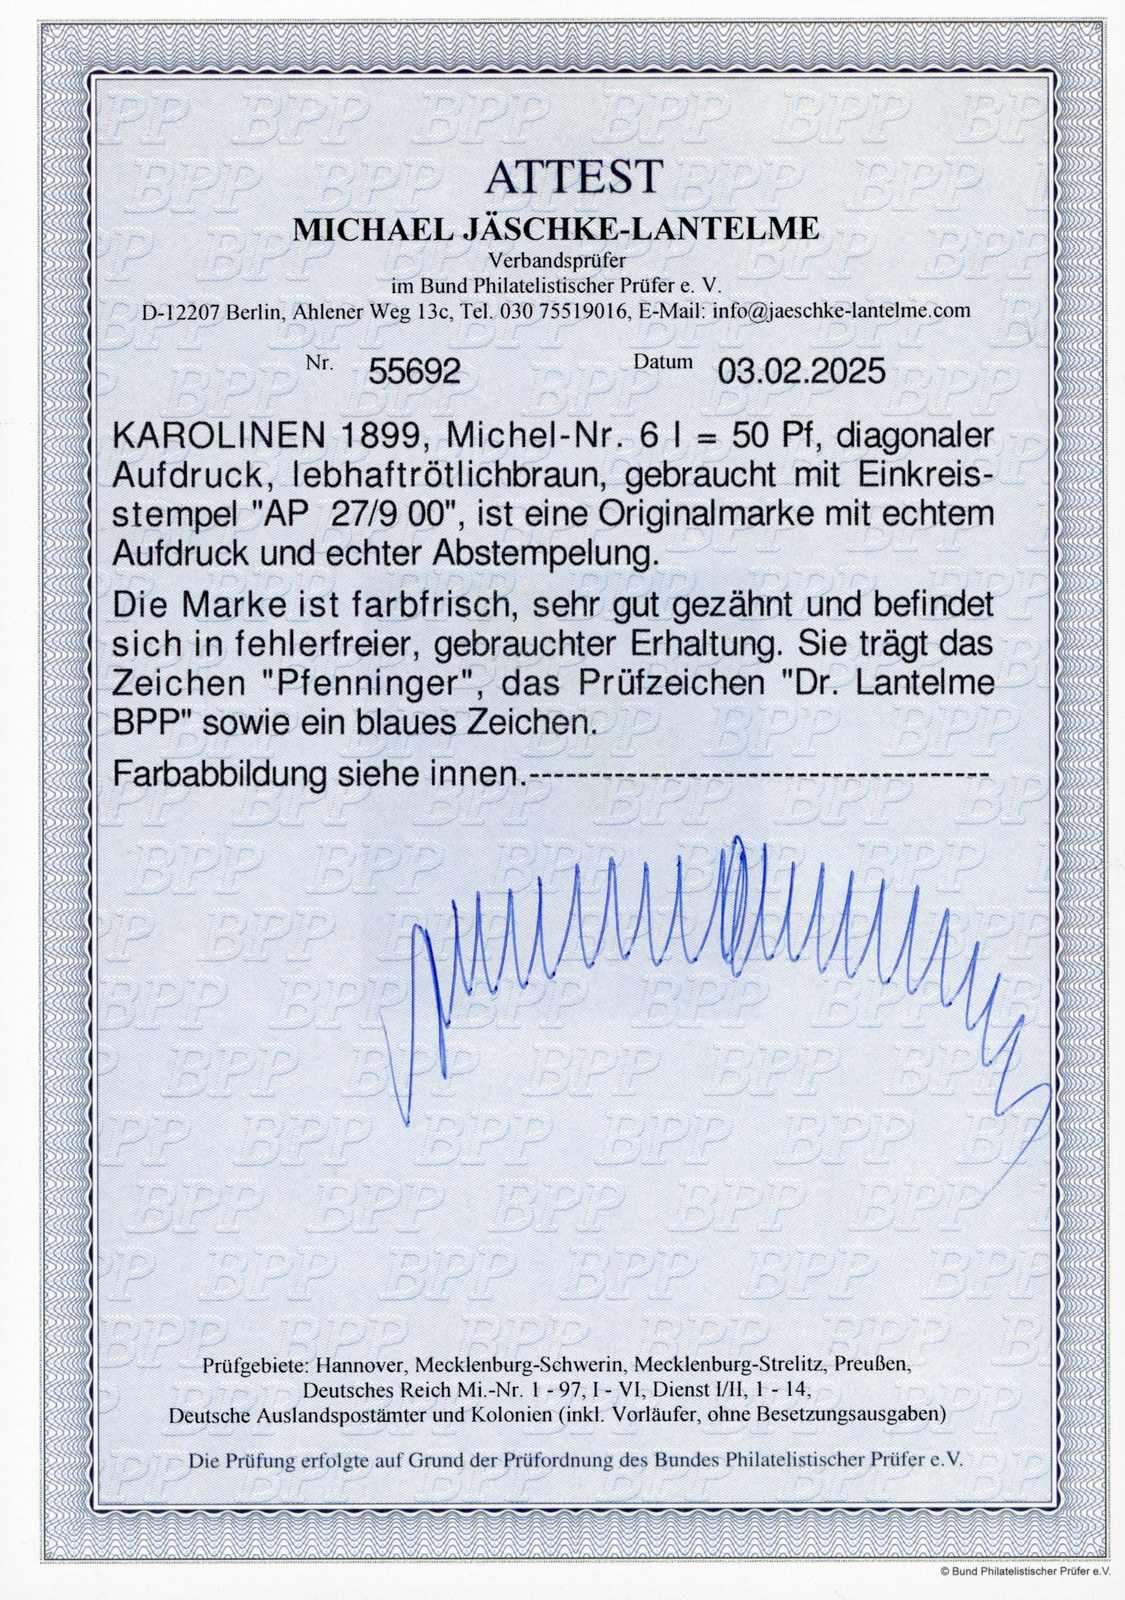 ATTEST
MICHAEL JÄSCHKE-LANTELME
Verbandsprüfer
im Bund Philatelistischer Prüfer e. V.
D-12207 Berlin, Ahlener Weg 13c, Tel. 030 75519016, E-Mail: info@jaeschke-lantelme.com
Nr. 55692 Datum 03.02.2025
KAROLINEN 1899, Michel-Nr. 6 I = 50 Pf, diagonaler
Aufdruck, lebhaftrötlichbraun, gebraucht mit Einkreis-
stempel "AP 27/9 00", ist eine Originalmarke mit echtem
Aufdruck und echter Abstempelung.
Die Marke ist farbfrisch, sehr gut gezähnt und befindet
sich in fehlerfreier, gebrauchter Erhaltung. Sie trägt das
Zeichen "Pfenninger", das Prüfzeichen "Dr. Lantelme
BPP" sowie ein blaues Zeichen.
Farbabbildung siehe innen.--------------------------------------
Prüfgebiete: Hannover, Mecklenburg-Schwerin, Mecklenburg-Strelitz, Preußen,
Deutsches Reich Mi.-Nr. 1 - 97, I - VI, Dienst I/II, 1 - 14,
Deutsche Auslandspostämter und Kolonien (inkl. Vorläufer, ohne Besetzungsausgaben)
Die Prüfung erfolgte auf Grund der Prüfordnung des Bundes Philatelistischer Prüfer e.V.
© Bund Philatelistischer Prüfer e.V.